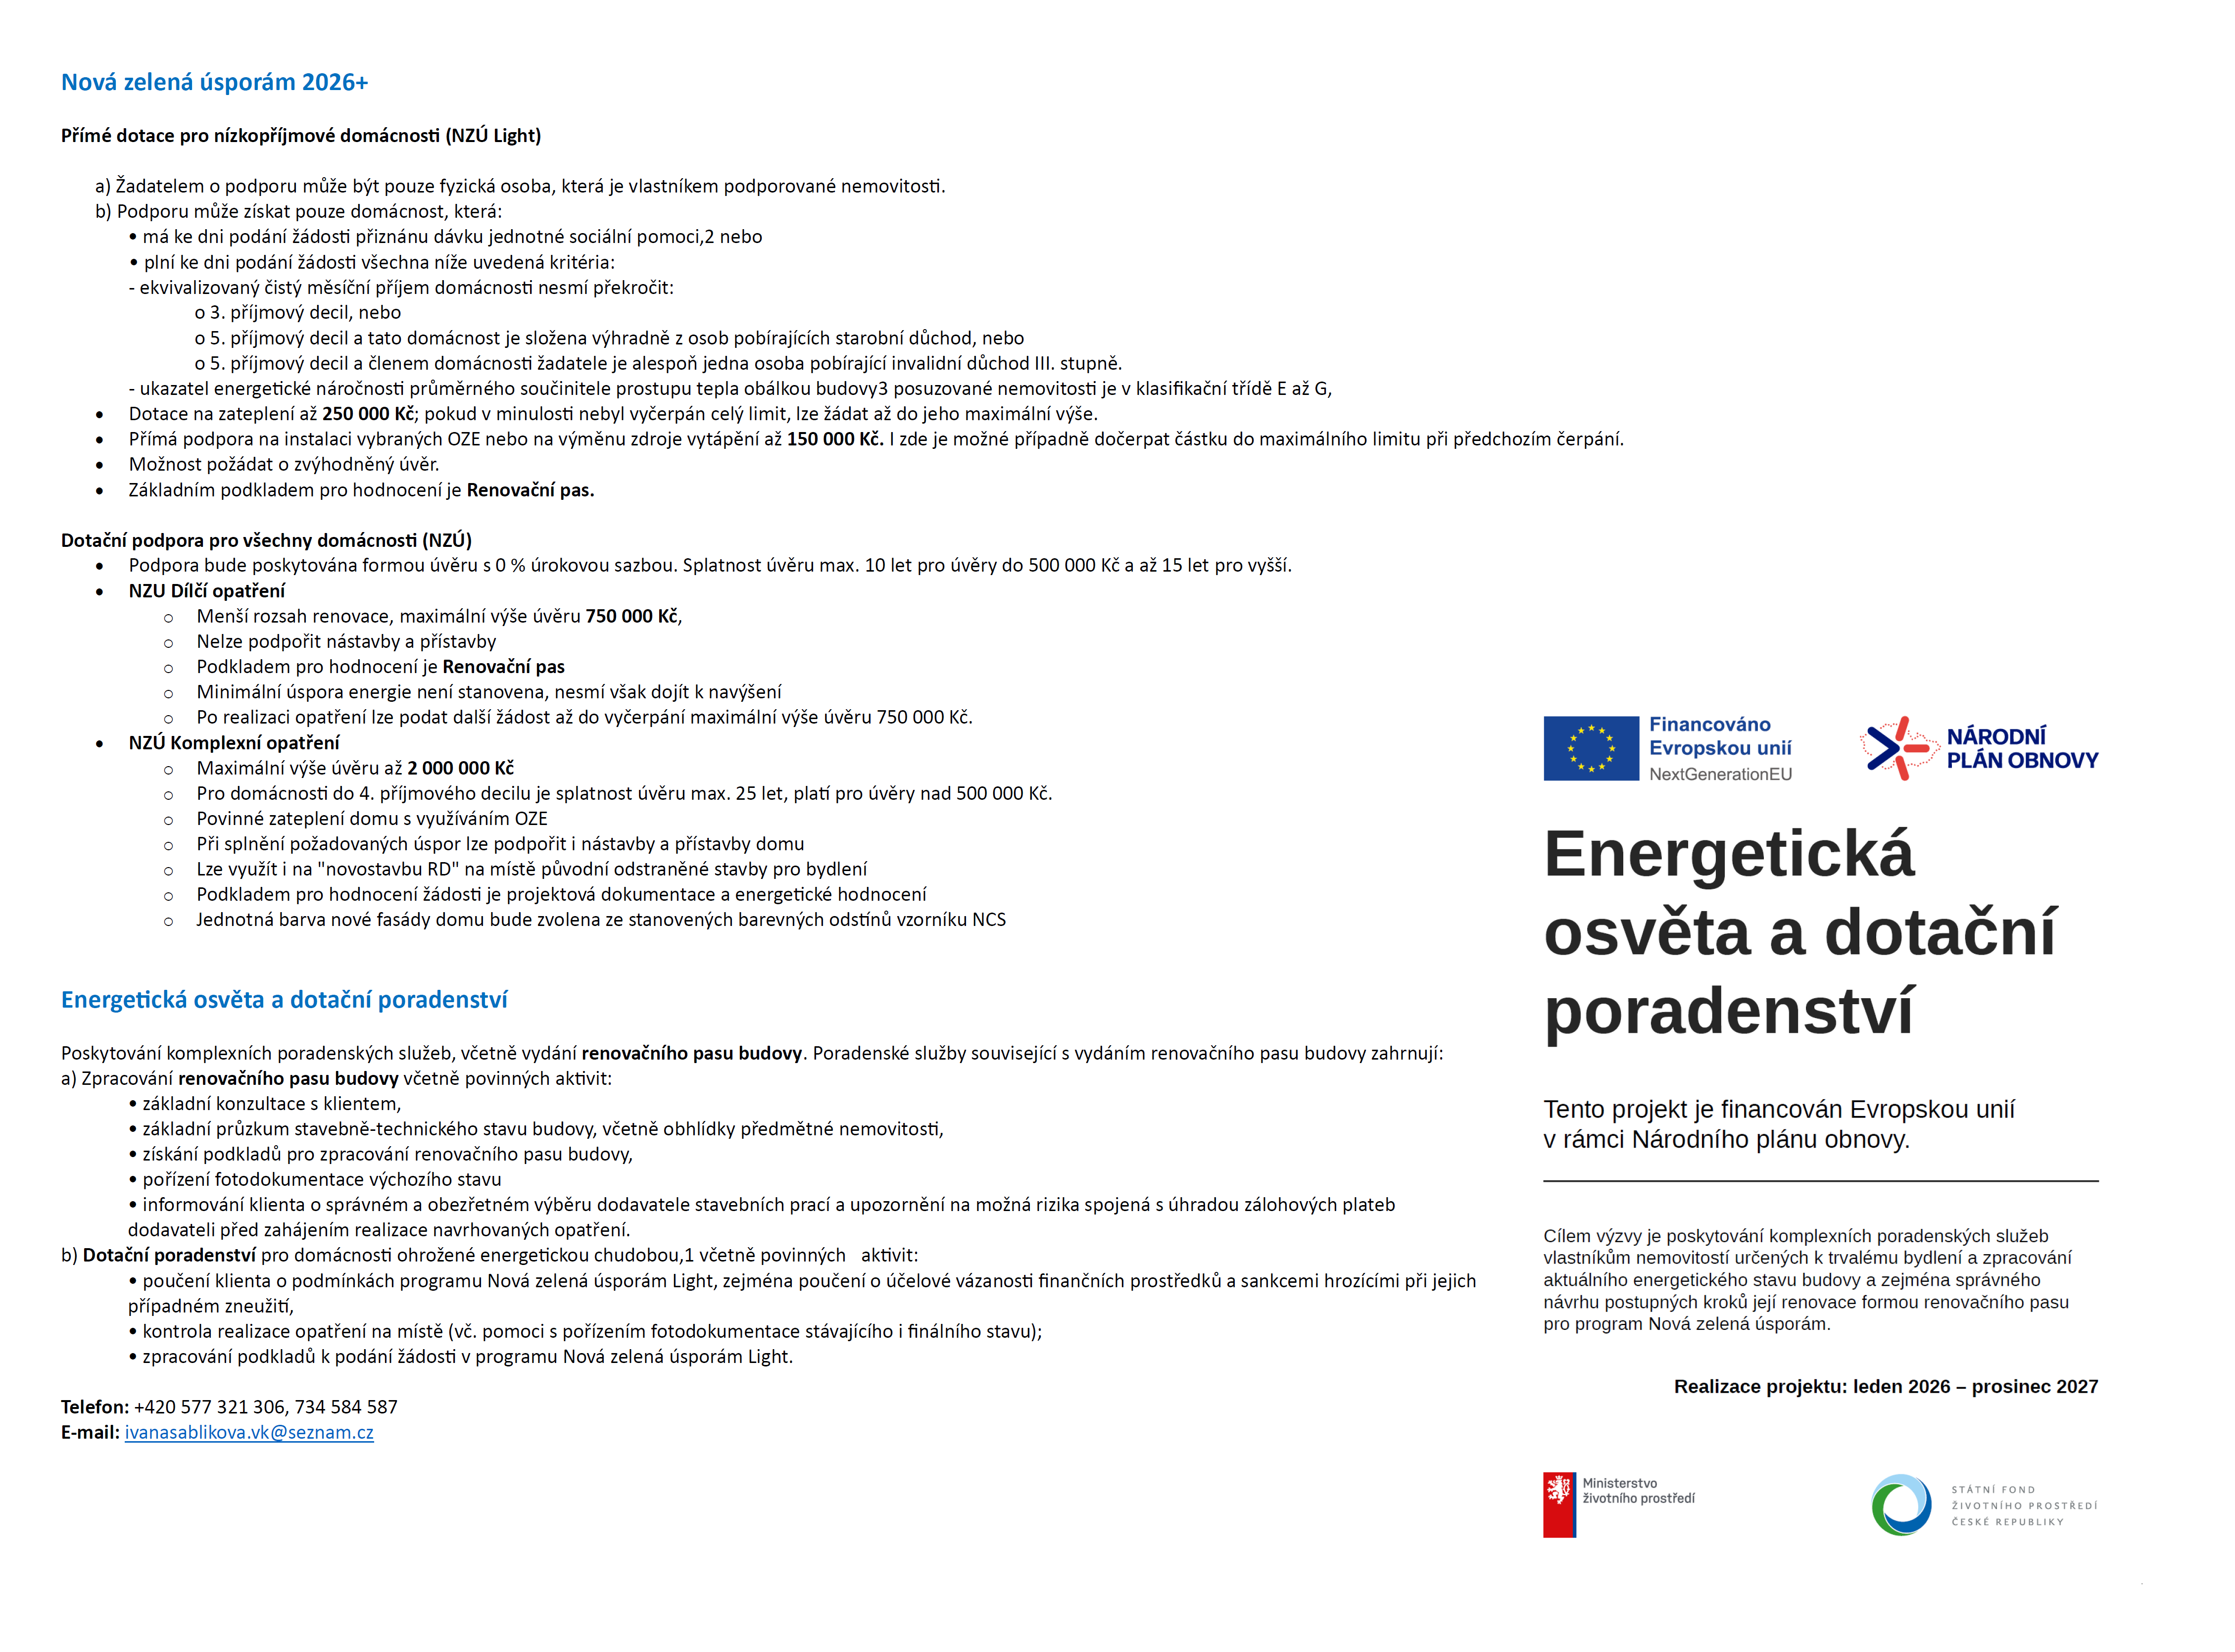 Nová zelená úsporám 2026+
Přímé dotace pro nízkopříjmové domácnosti (NZÚ Light)
a) Žadatelem o podporu může být pouze fyzická osoba, která je vlastníkem podporované nemovitosti.
b) Podporu může získat pouze domácnost, která:
• má ke dni podání žádosti přiznánu dávku jednotné sociální pomoci,2 nebo
• plní ke dni podání žádosti všechna níže uvedená kritéria:
- ekvivalizovaný čistý měsíční příjem domácnosti nesmí překročit:
o 3. příjmový decil, nebo
o 5. příjmový decil a tato domácnost je složena výhradně z osob pobírajících starobní důchod, nebo
o 5. příjmový decil a členem domácnosti žadatele je alespoň jedna osoba pobírající invalidní důchod III. stupně.
- ukazatel energetické náročnosti průměrného součinitele prostupu tepla obálkou budovy3 posuzované nemovitosti je v klasifikační třídě E až G,
• Dotace na zateplení až 250 000 Kč; pokud v minulosti nebyl vyčerpán celý limit, lze žádat až do jeho maximální výše.
• Přímá podpora na instalaci vybraných OZE nebo na výměnu zdroje vytápění až 150 000 Kč. I zde je možné případně dočerpat částku do maximálního limitu při předchozím čerpání.
• Možnost požádat o zvýhodněný úvěr.
• Základním podkladem pro hodnocení je Renovační pas.
Dotační podpora pro všechny domácnosti (NZÚ)
• Podpora bude poskytována formou úvěru s 0 % úrokovou sazbou. Splatnost úvěru max. 10 let pro úvěry do 500 000 Kč a až 15 let pro vyšší.
• NZU Dílčí opatření
o Menší rozsah renovace, maximální výše úvěru 750 000 Kč,
o Nelze podpořit nástavby a přístavby
o Podkladem pro hodnocení je Renovační pas
o Minimální úspora energie není stanovena, nesmí však dojít k navýšení
o Po realizaci opatření lze podat další žádost až do vyčerpání maximální výše úvěru 750 000 Kč.
• NZÚ Komplexní opatření
o Maximální výše úvěru až 2 000 000 Kč
o Pro domácnosti do 4. příjmového decilu je splatnost úvěru max. 25 let, platí pro úvěry nad 500 000 Kč.
o Povinné zateplení domu s využíváním OZE
o Při splnění požadovaných úspor lze podpořit i nástavby a přístavby domu
o Lze využít i na "novostavbu RD" na místě původní odstraněné stavby pro bydlení
o Podkladem pro hodnocení žádosti je projektová dokumentace a energetické hodnocení
o Jednotná barva nové fasády domu bude zvolena ze stanovených barevných odstínů vzorníku NCS
Energetická osvěta a dotační poradenství
Poskytování komplexních poradenských služeb, včetně vydání renovačního pasu budovy. Poradenské služby související s vydáním renovačního pasu budovy zahrnují:
a) Zpracování renovačního pasu budovy včetně povinných aktivit:
• základní konzultace s klientem,
• základní průzkum stavebně-technického stavu budovy, včetně obhlídky předmětné nemovitosti,
• získání podkladů pro zpracování renovačního pasu budovy,
• pořízení fotodokumentace výchozího stavu
• informování klienta o správném a obezřetném výběru dodavatele stavebních prací a upozornění na možná rizika spojená s úhradou zálohových plateb
dodavateli před zahájením realizace navrhovaných opatření.
b) Dotační poradenství pro domácnosti ohrožené energetickou chudobou,1 včetně povinných aktivit:
• poučení klienta o podmínkách programu Nová zelená úsporám Light, zejména poučení o účelové vázanosti finančních prostředků a sankcemi hrozícími při jejich
případném zneužití,
• kontrola realizace opatření na místě (vč. pomoci s pořízením fotodokumentace stávajícího i finálního stavu);
• zpracování podkladů k podání žádosti v programu Nová zelená úsporám Light.
Telefon: +420 577 321 306, 734 584 587
E-mail: ivanasablikova.vk@seznam.cz
Financováno
Evropskou unií
NextGenerationEU
NÁRODNÍ
PLÁN OBNOVY
Energetická
osvěta a dotační
poradenství
Tento projekt je financován Evropskou unií
v rámci Národního plánu obnovy.
Cílem výzvy je poskytování komplexních poradenských služeb
vlastníkům nemovitostí určených k trvalému bydlení a zpracování
aktuálního energetického stavu budovy a zejména správného
návrhu postupných kroků její renovace formou renovačního pasu
pro program Nová zelená úsporám.
Realizace projektu: leden 2026 – prosinec 2027
Ministerstvo
životního prostředí
STÁTNÍ FOND
ŽIVOTNÍHO PROSTŘEDÍ
ČESKÉ REPUBLIKY